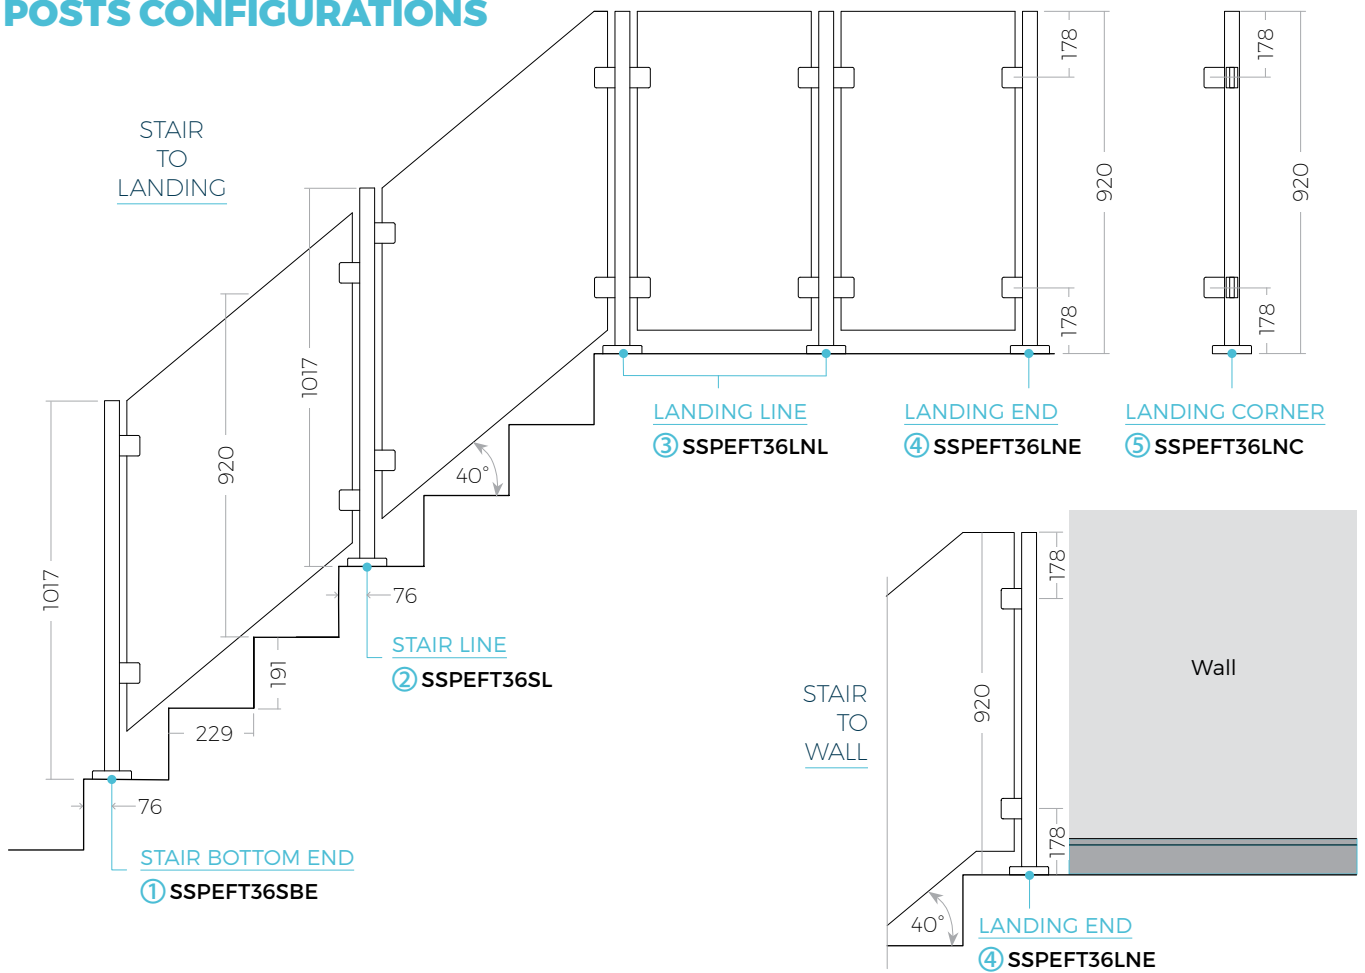 POSTS CONFIGURATIONS
STAIR
TO
LANDING
178
920
178
178
920
178
1017
920
1017
40°
LANDING LINE
③ SSPEFT36LNL
LANDING END
④ SSPEFT36LNE
LANDING CORNER
⑤ SSPEFT36LNC
76
STAIR LINE
② SSPEFT36SL
191
229
76
STAIR BOTTOM END
① SSPEFT36SBE
STAIR
TO
WALL
920
178
178
Wall
40°
LANDING END
④ SSPEFT36LNE